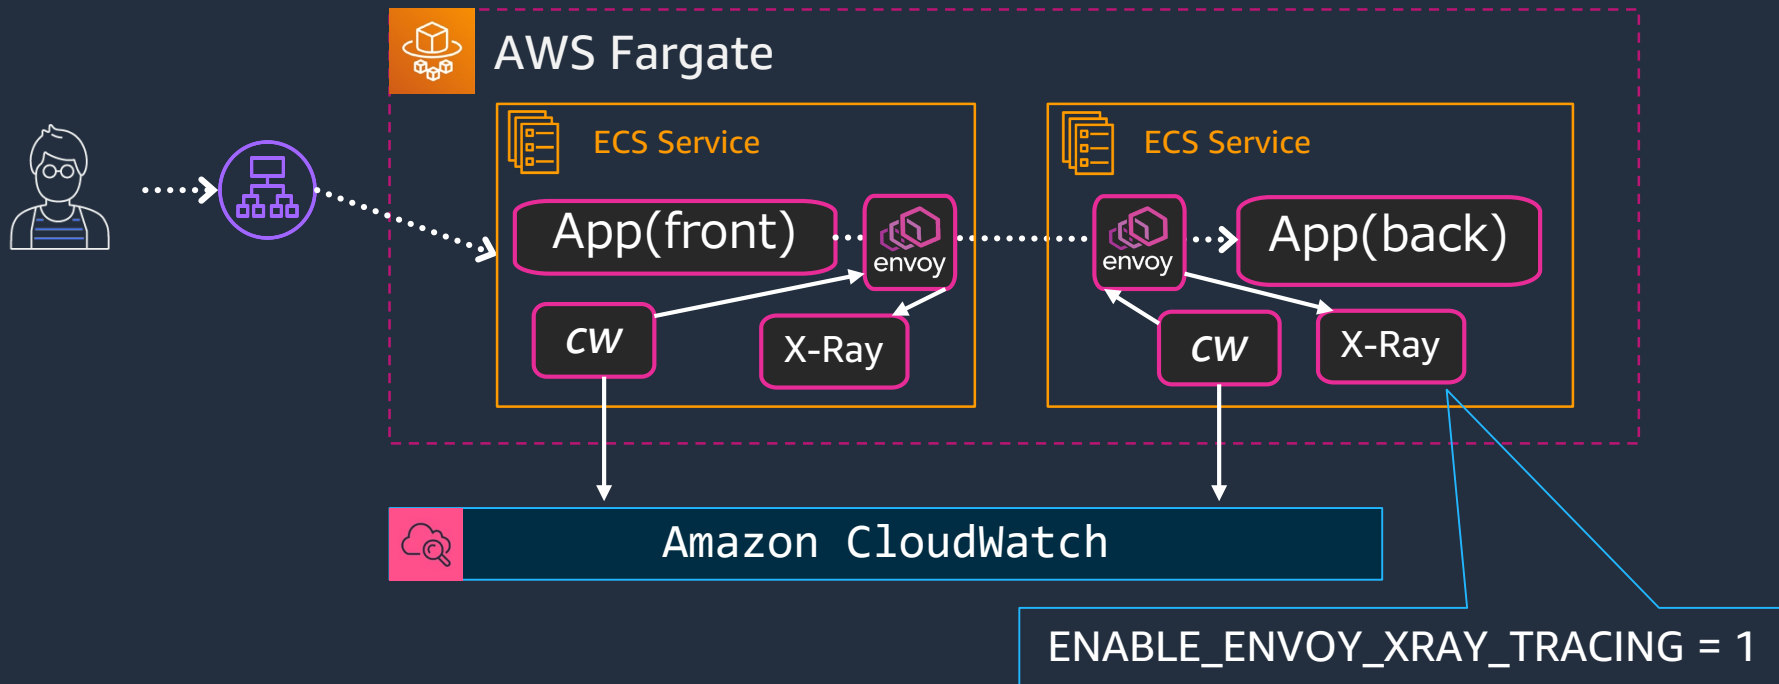 AWS Fargate
ECS Service
ECS Service
App(front)
envoy
envoy
App(back)
CW
X-Ray
CW
X-Ray
Amazon CloudWatch
ENABLE_ENVOY_XRAY_TRACING = 1